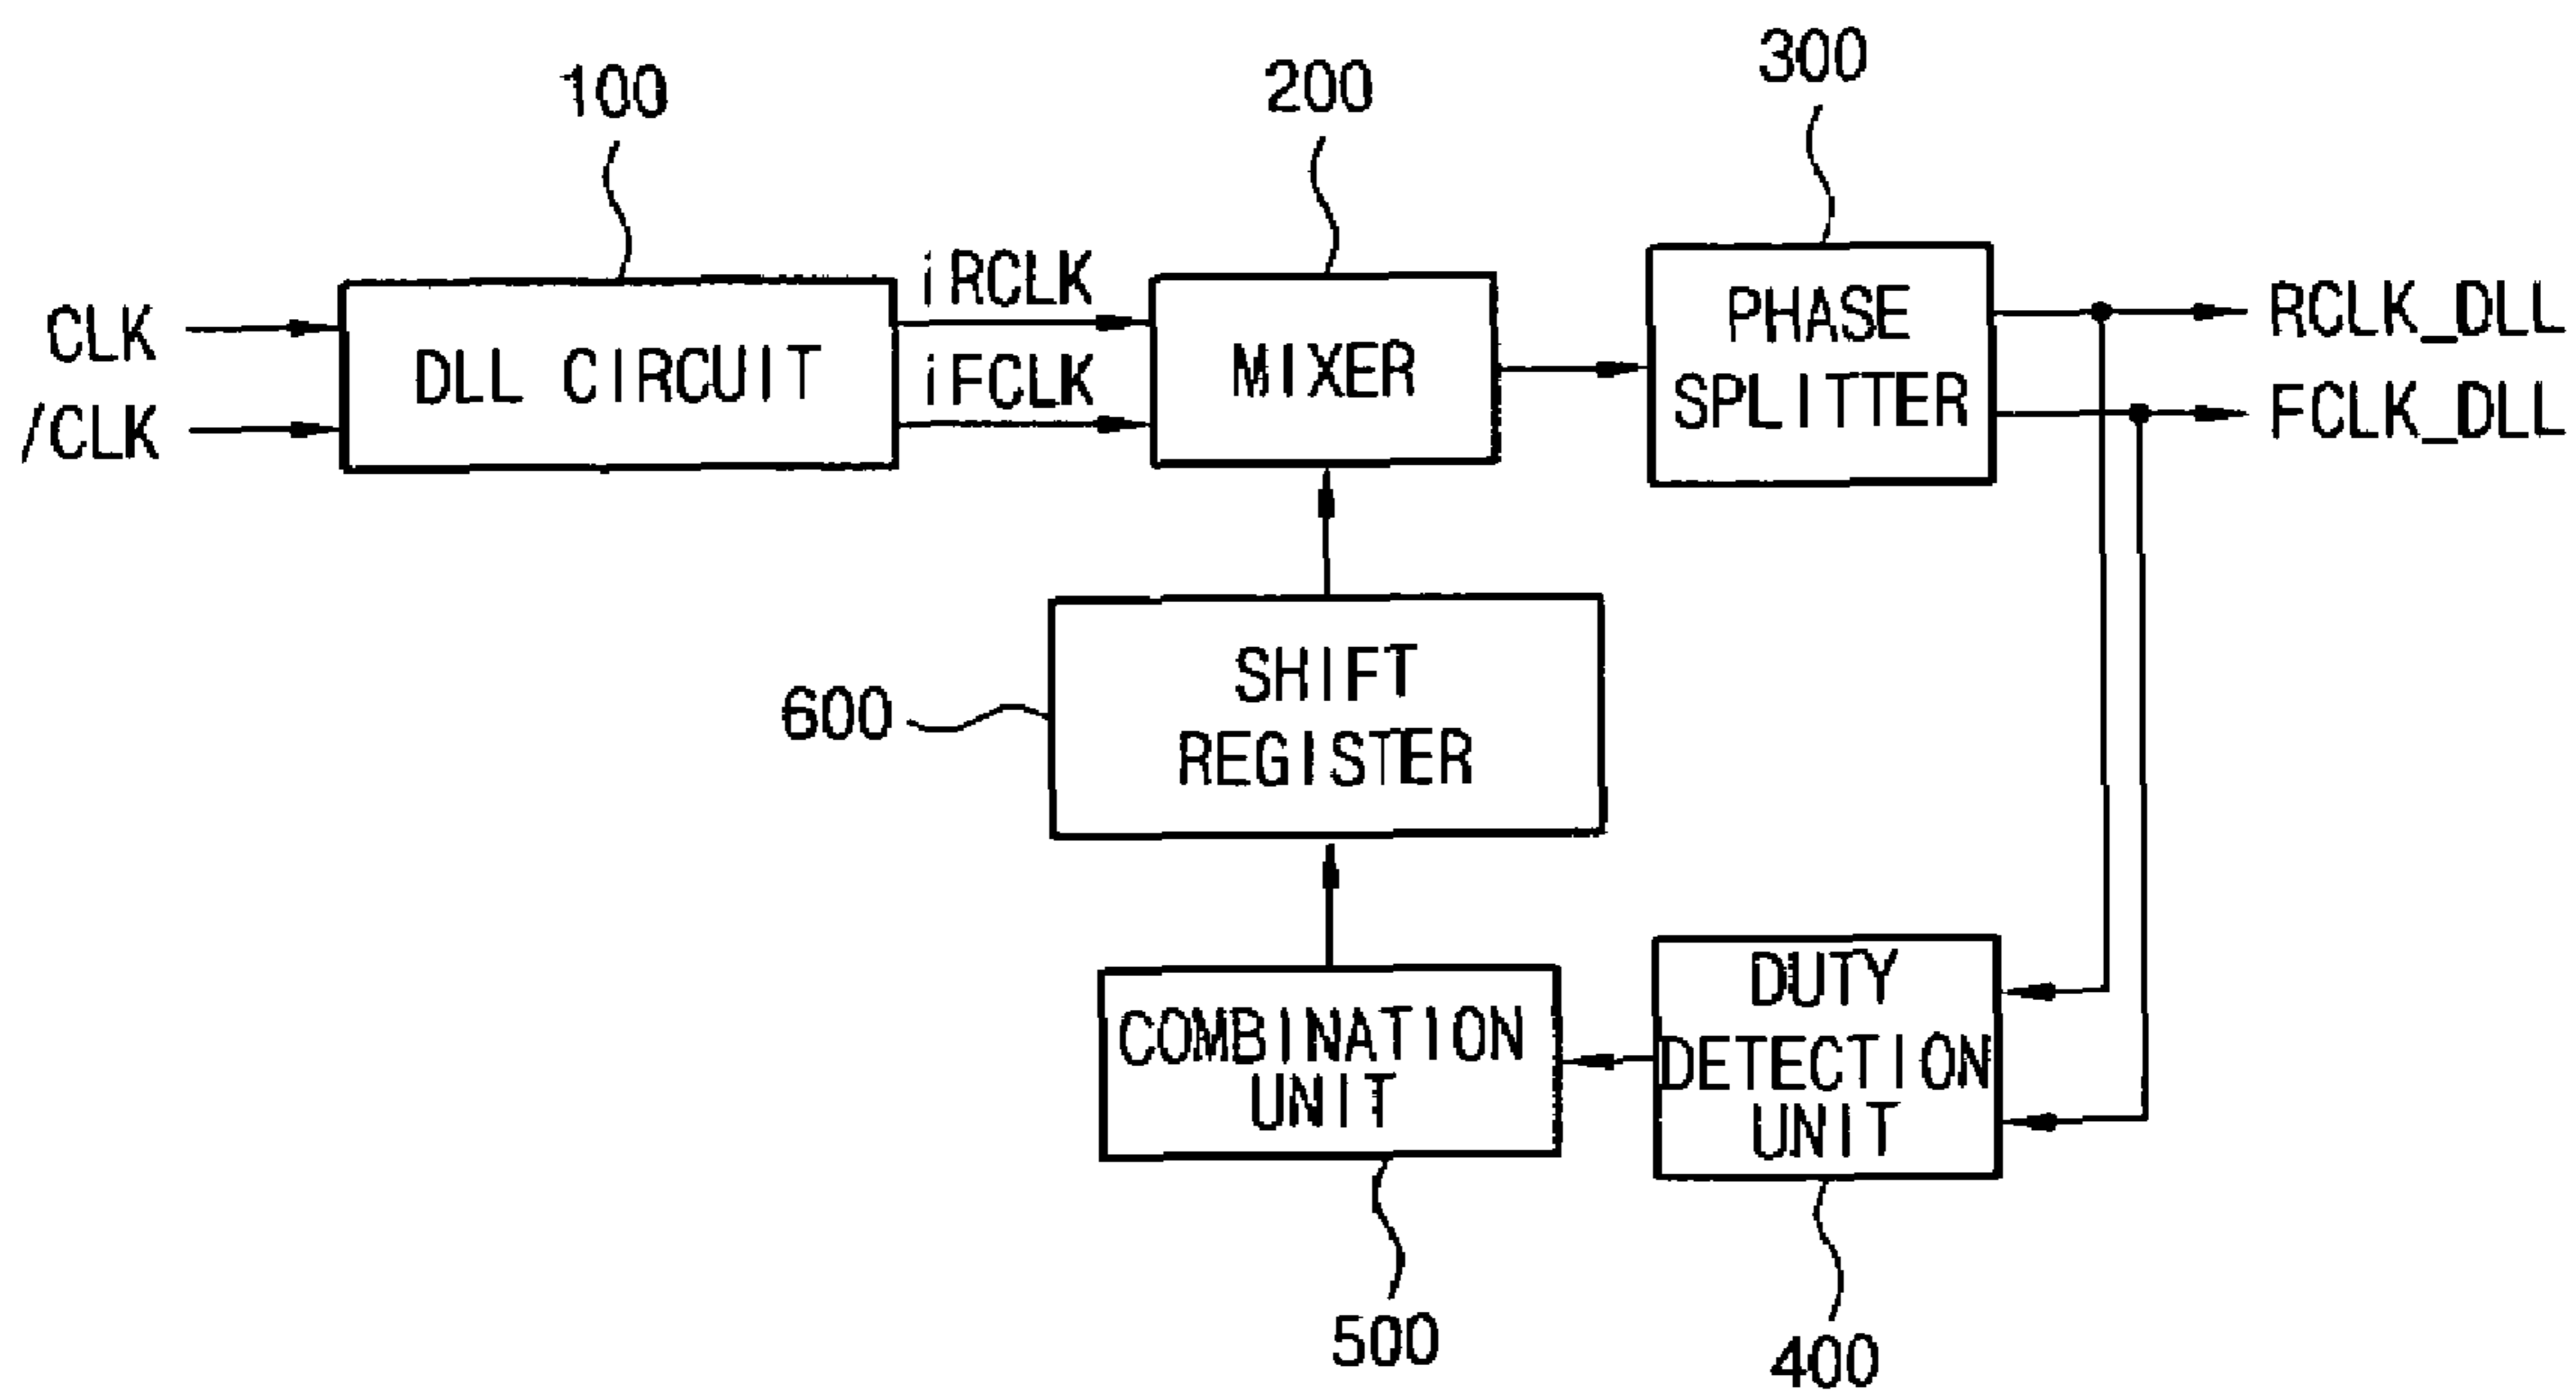 100
200
300
CLK
/CLK
DLL CIRCUIT
iRCLK
iFCLK
MIXER
PHASE
SPLITTER
RCLK_DLL
FCLK_DLL
600
SHIFT
REGISTER
COMBINATION
UNIT
DUTY
DETECTION
UNIT
500
400